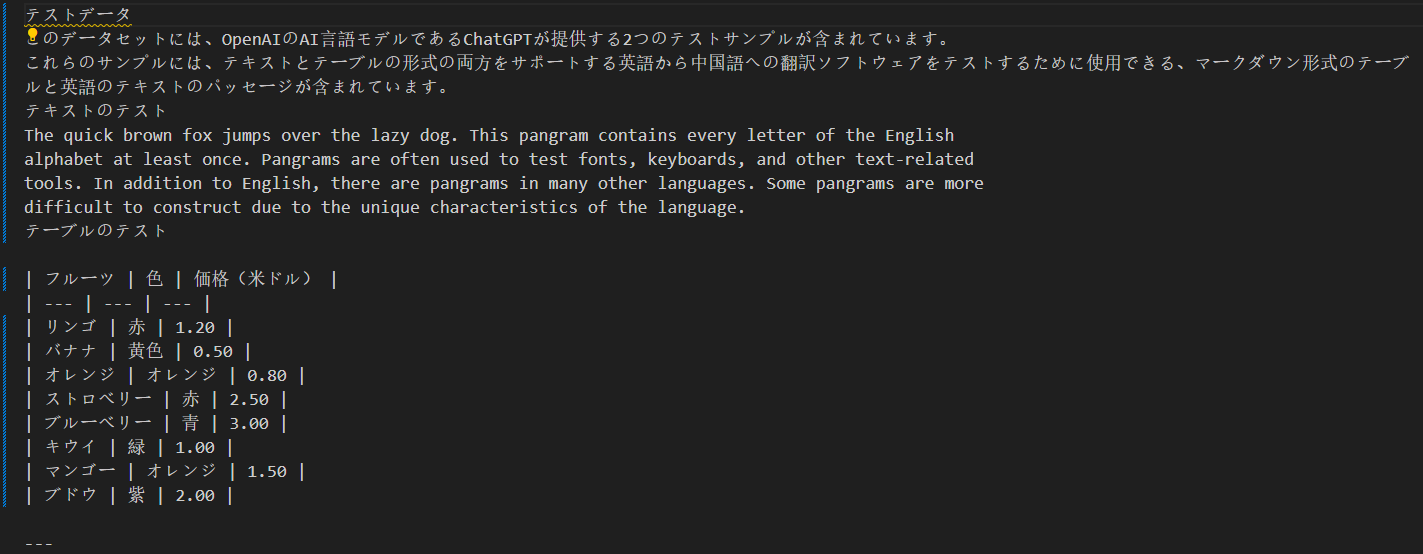 テストデータ
このデータセットには、OpenAIのAI言語モデルであるChatGPTが提供する2つのテストサンプルが含まれています。
これらのサンプルには、テキストとテーブルの形式の両方をサポートする英語から中国語への翻訳ソフトウェアをテストするために使用できる、マークダウン形式のテーブ
ルと英語のテキストのパッセージが含まれています。
テキストのテスト
The quick brown fox jumps over the lazy dog. This pangram contains every letter of the English
alphabet at least once. Pangrams are often used to test fonts, keyboards, and other text-related
tools. In addition to English, there are pangrams in many other languages. Some pangrams are more
difficult to construct due to the unique characteristics of the language.
テーブルのテスト
| フルーツ | 色 | 価格（米ドル） |
| --- | --- | --- |
| リンゴ | 赤 | 1.20 |
| バナナ | 黄色 | 0.50 |
| オレンジ | オレンジ | 0.80 |
| ストロベリー | 赤 | 2.50 |
| ブルーベリー | 青 | 3.00 |
| キウイ | 緑 | 1.00 |
| マンゴー | オレンジ | 1.50 |
| ブドウ | 紫 | 2.00 |
---